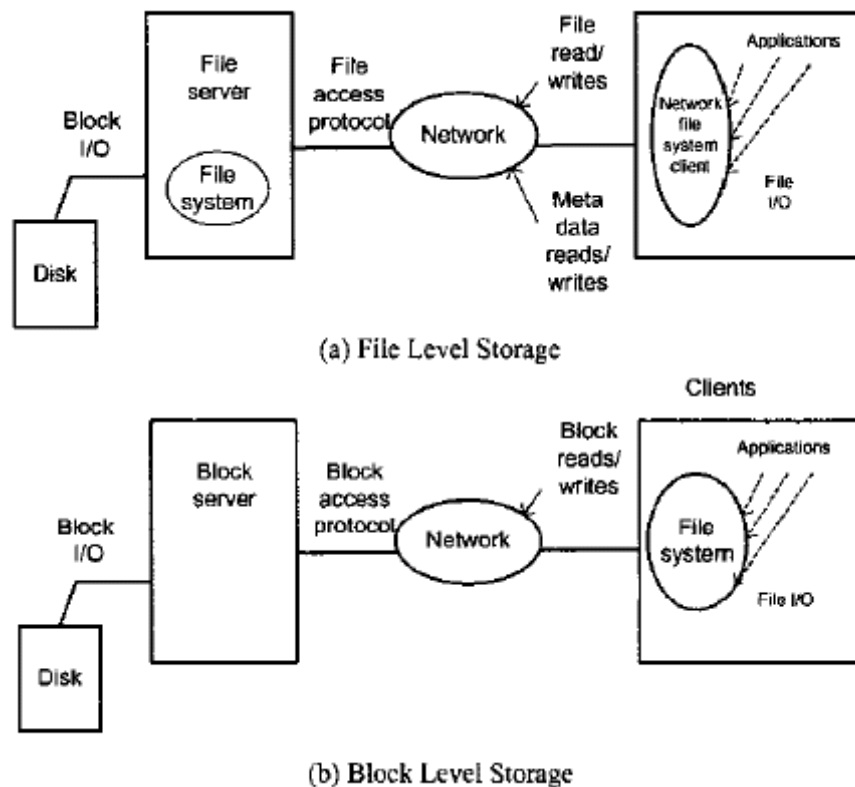 File
server
File
system
Block
I/O
Disk
File
access
protocol
Network
File
read/
writes
Meta
data
reads/
writes
Applications
Network
file
system
client
File
I/O
(a) File Level Storage
Clients
Block
server
Block
I/O
Disk
Block
access
protocol
Network
Block
reads/
writes
Applications
File
system
File I/O
(b) Block Level Storage